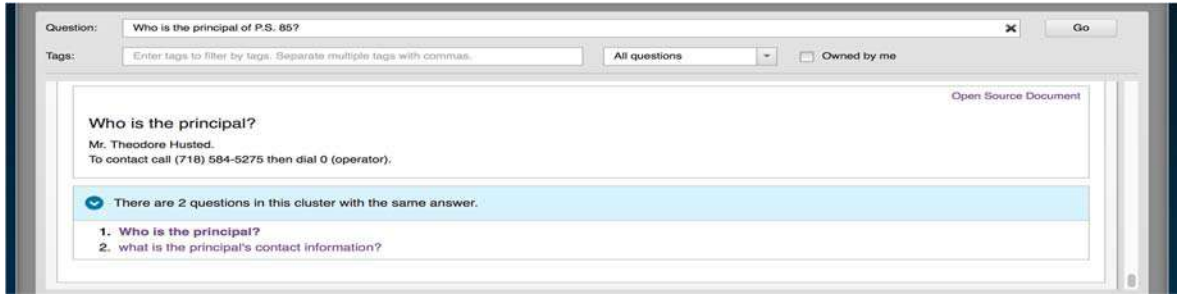 Question: Who is the principal of P.S. 85? Go
Tags: Enter tags to filter by tags. Separate multiple tags with commas. All questions Owned by me
Open Source Document
Who is the principal?
Mr. Theodore Husted.
To contact call (718) 584-5275 then dial 0 (operator).
There are 2 questions in this cluster with the same answer.
1. Who is the principal?
2. what is the principal's contact information?